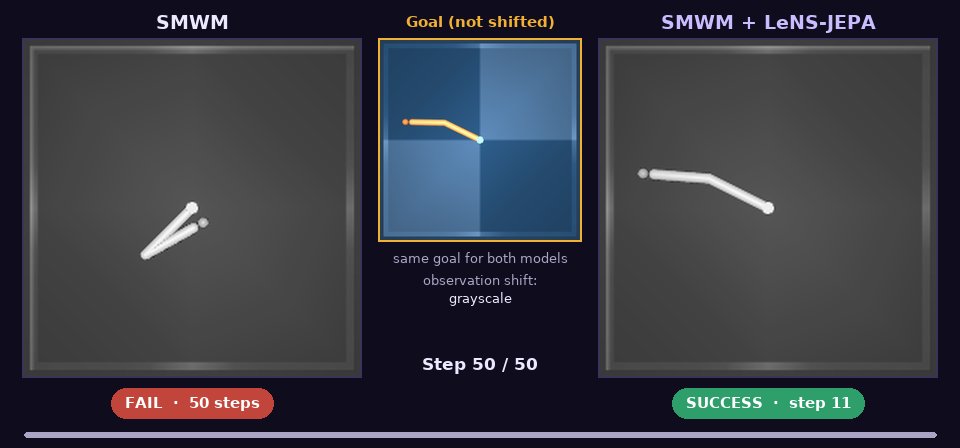 SMWM
Goal (not shifted)
SMWM + LeNS-JEPA
same goal for both models
observation shift:
grayscale
Step 50 / 50
FAIL · 50 steps
SUCCESS · step 11